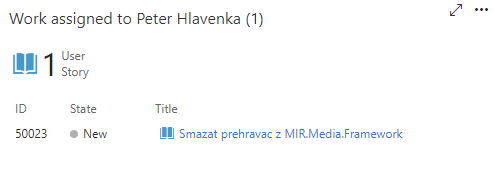 Work assigned to Peter Hlavenka (1)
1 User
Story
ID State Title
50023 New Smazat prehravac z MIR.Media.Framework